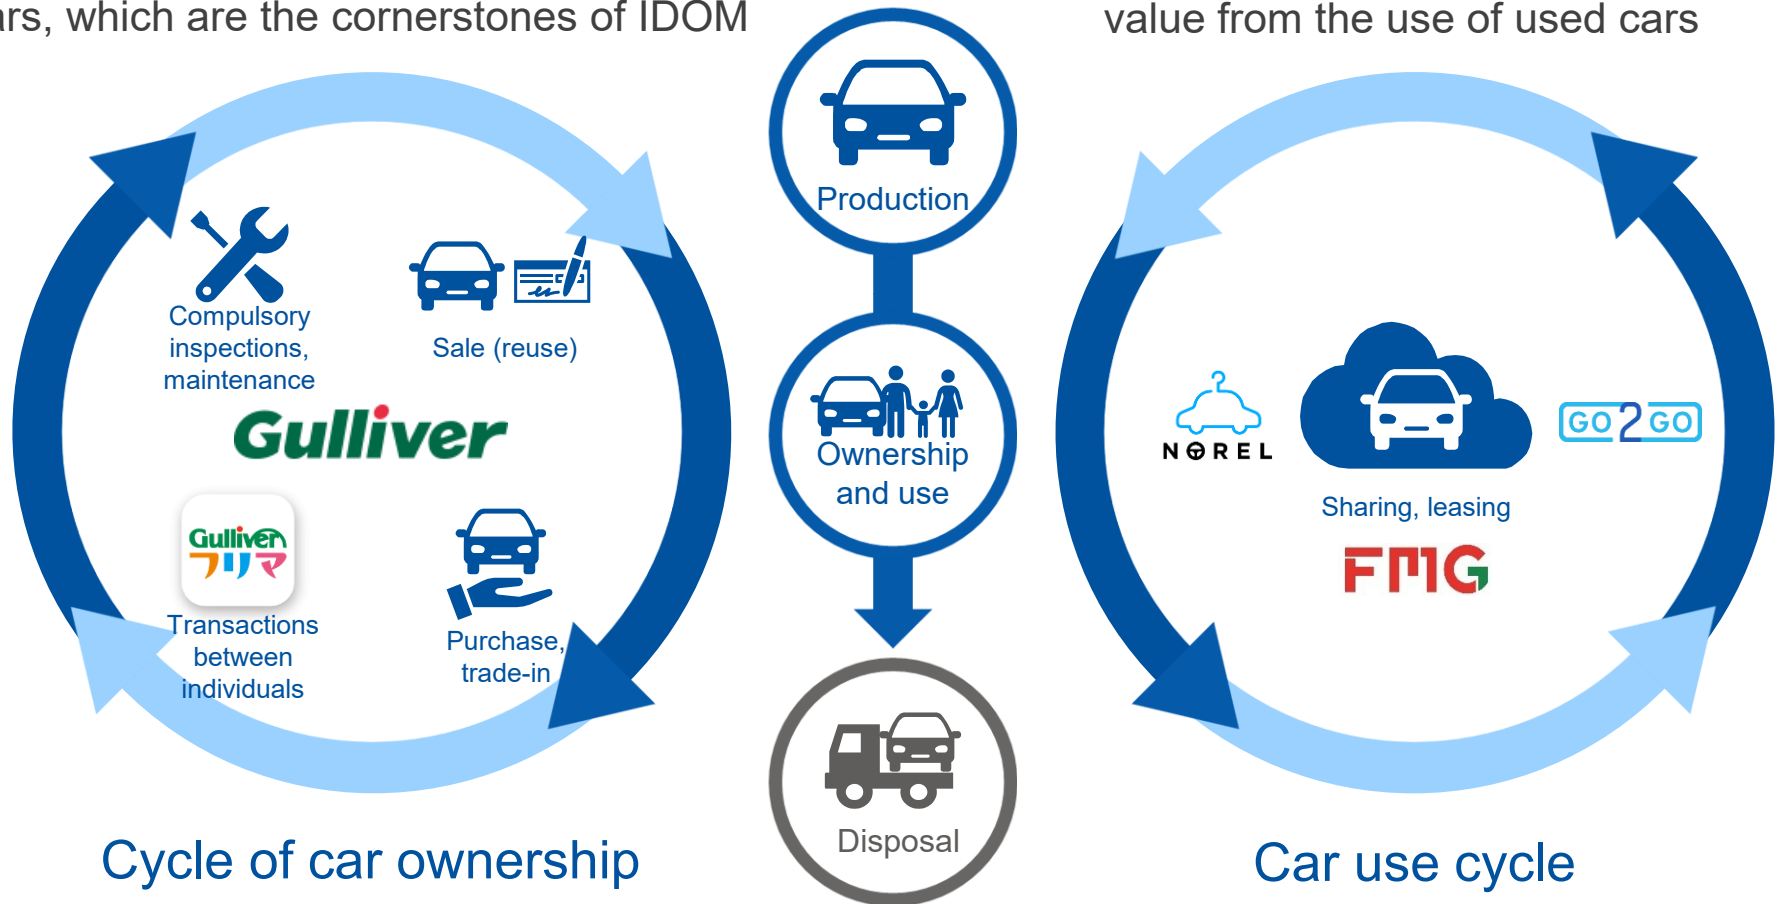 ars, which are the cornerstones of IDOM
value from the use of used cars
Production
Compulsory
inspections,
maintenance
Sale (reuse)
Gulliver
Gulliver
フリマ
Transactions
between
individuals
Purchase,
trade-in
Ownership
and use
Disposal
NOREL
GO2GO
Sharing, leasing
FMG
Cycle of car ownership
Car use cycle